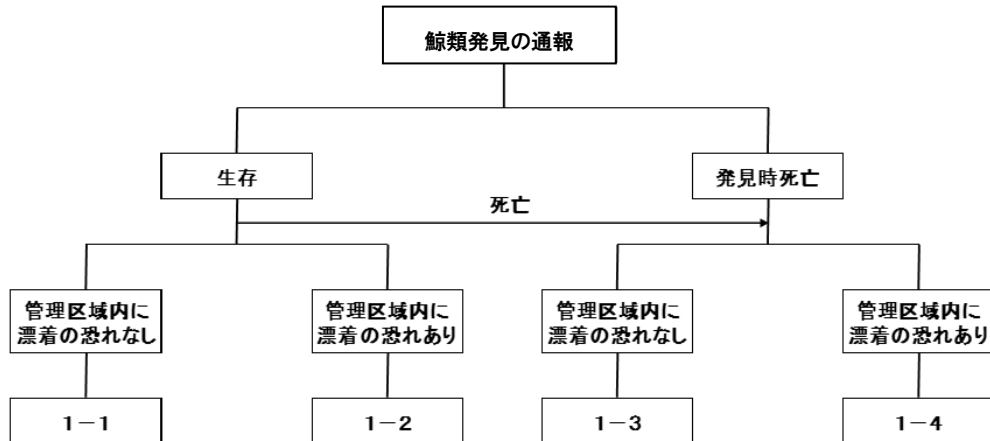 鯨類発見の通報
生存
発見時死亡
死亡
管理区域内に
漂着の恐れなし
管理区域内に
漂着の恐れあり
管理区域内に
漂着の恐れなし
管理区域内に
漂着の恐れあり
１－１
１－２
１－３
１－４